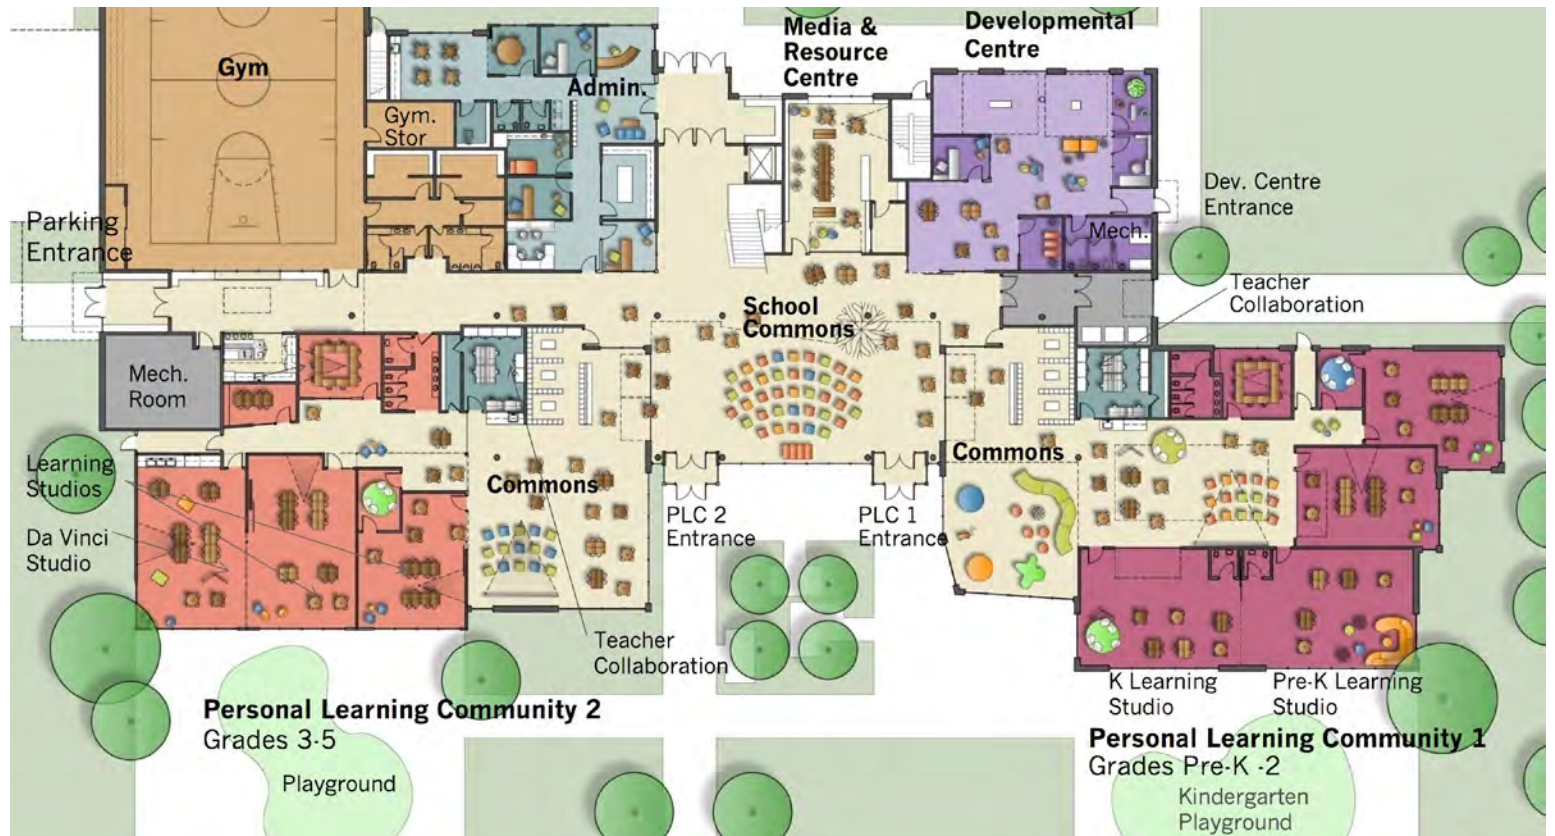 Gym
Gym.
Stor
Admin.
Media &
Resource
Centre
Developmental
Centre
Parking
Entrance
Dev. Centre
Entrance
Mech.
Teacher
Collaboration
School
Commons
Mech.
Room
Learning
Studios
Da Vinci
Studio
Commons
PLC 2
Entrance
PLC 1
Entrance
Commons
Teacher
Collaboration
K Learning
Studio
Pre-K Learning
Studio
Personal Learning Community 2
Grades 3-5
Playground
Personal Learning Community 1
Grades Pre-K -2
Kindergarten
Playground